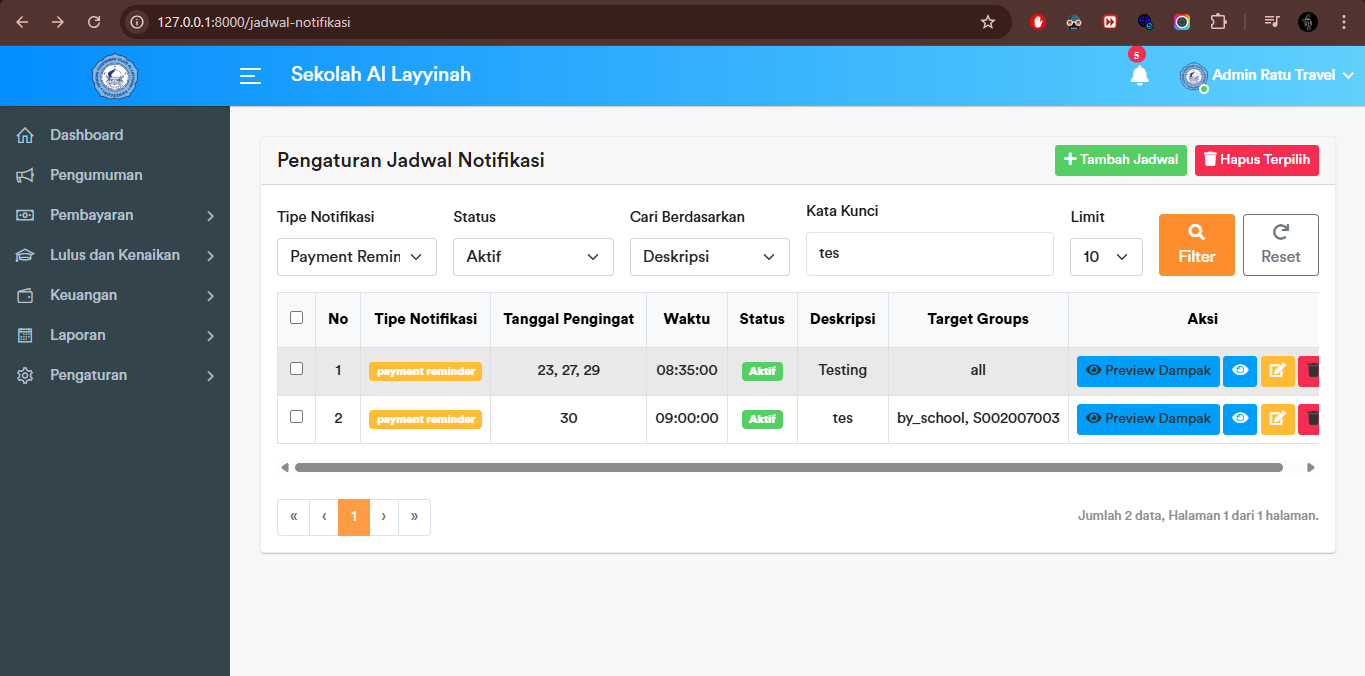 127.0.0.1:8000/jadwal-notifikasi
Sekolah Al Layyinah
5
Admin Ratu Travel
Dashboard
Pengumuman
Pembayaran
Lulus dan Kenaikan
Keuangan
Laporan
Pengaturan
Pengaturan Jadwal Notifikasi
Tambah Jadwal
Hapus Terpilih
Tipe Notifikasi Status Cari Berdasarkan Kata Kunci Limit
Payment Remin Aktif Deskripsi tes 10 Filter Reset
No Tipe Notifikasi Tanggal Pengingat Waktu Status Deskripsi Target Groups Aksi
1 payment reminder 23, 27, 29 08:35:00 Aktif Testing all Preview Dampak
2 payment reminder 30 09:00:00 Aktif tes by_school, S002007003 Preview Dampak
« ‹ 1 › »
Jumlah 2 data, Halaman 1 dari 1 halaman.